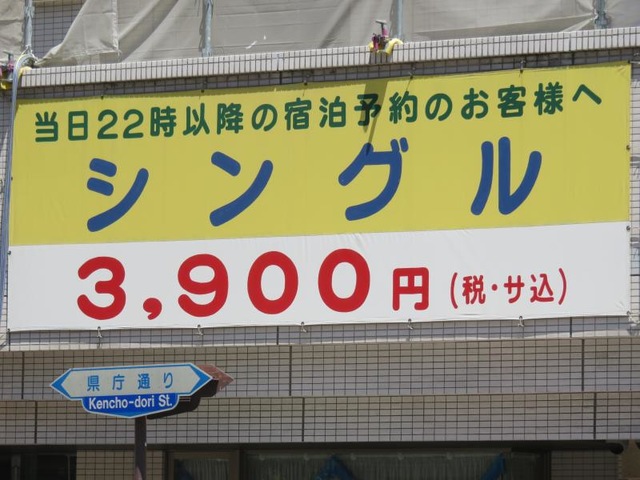 当日22時以降の宿泊予約のお客様へ
シングル
3,900円(税・サ込)
県庁通り
Kencho-dori St.